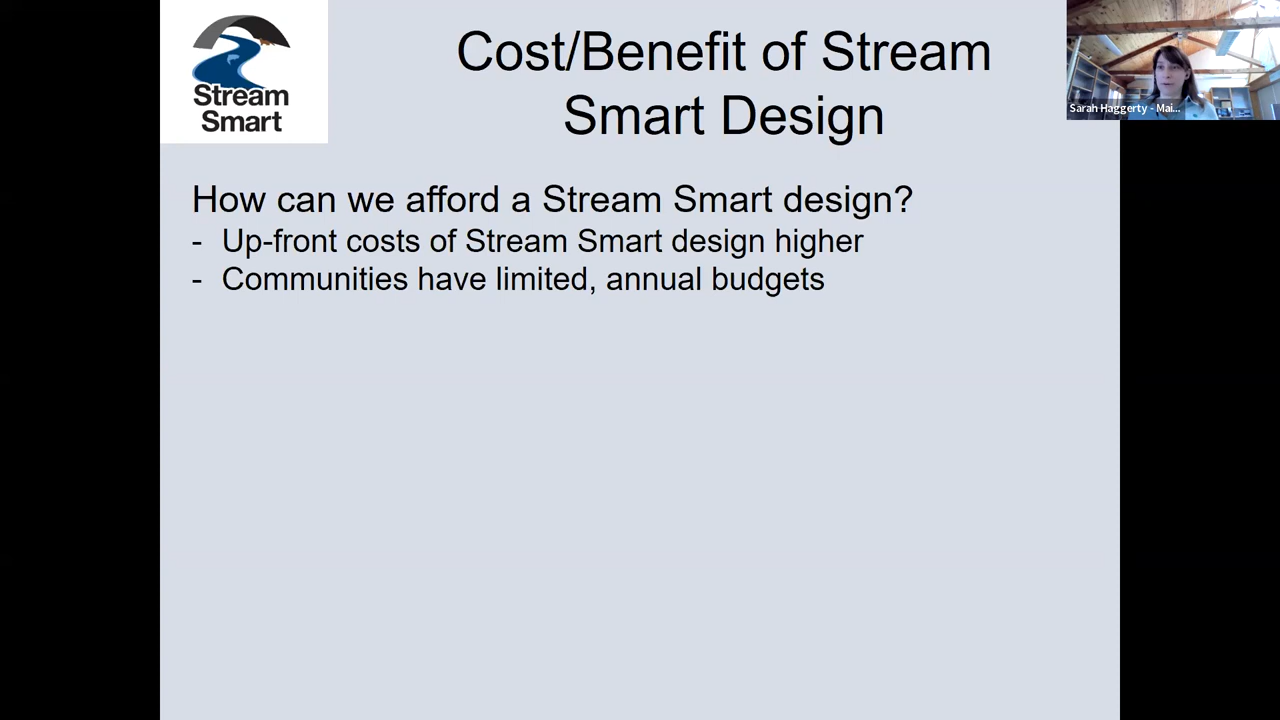 Stream
Smart
Cost/Benefit of Stream
Smart Design
Sarah Haggerty - Mai...
How can we afford a Stream Smart design?
- Up-front costs of Stream Smart design higher
- Communities have limited, annual budgets